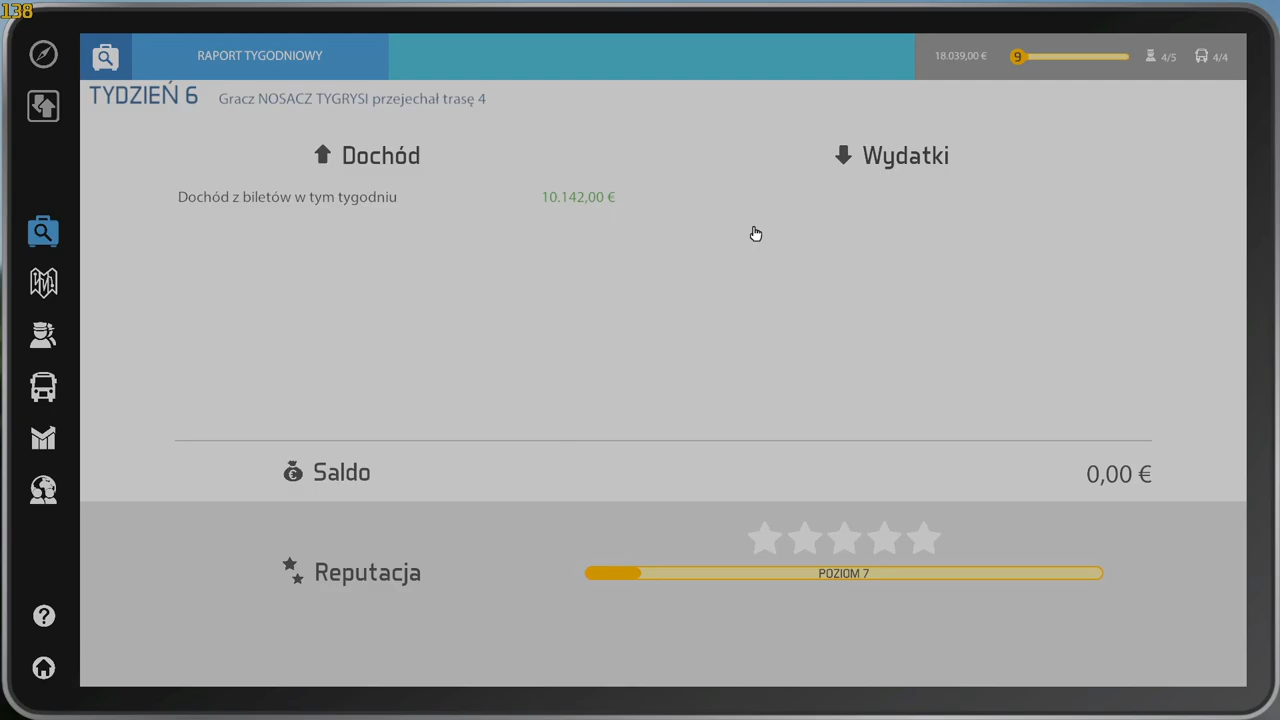 138
RAPORT TYGODNIOWY
18.039,00 €
9
4/5
4/4
TYDZIEŃ 6 Gracz NOSACZ TYGRYSI przejechał trasę 4
Dochód
Wydatki
Dochód z biletów w tym tygodniu 10.142,00 €
Saldo
0,00 €
Reputacja
POZIOM 7